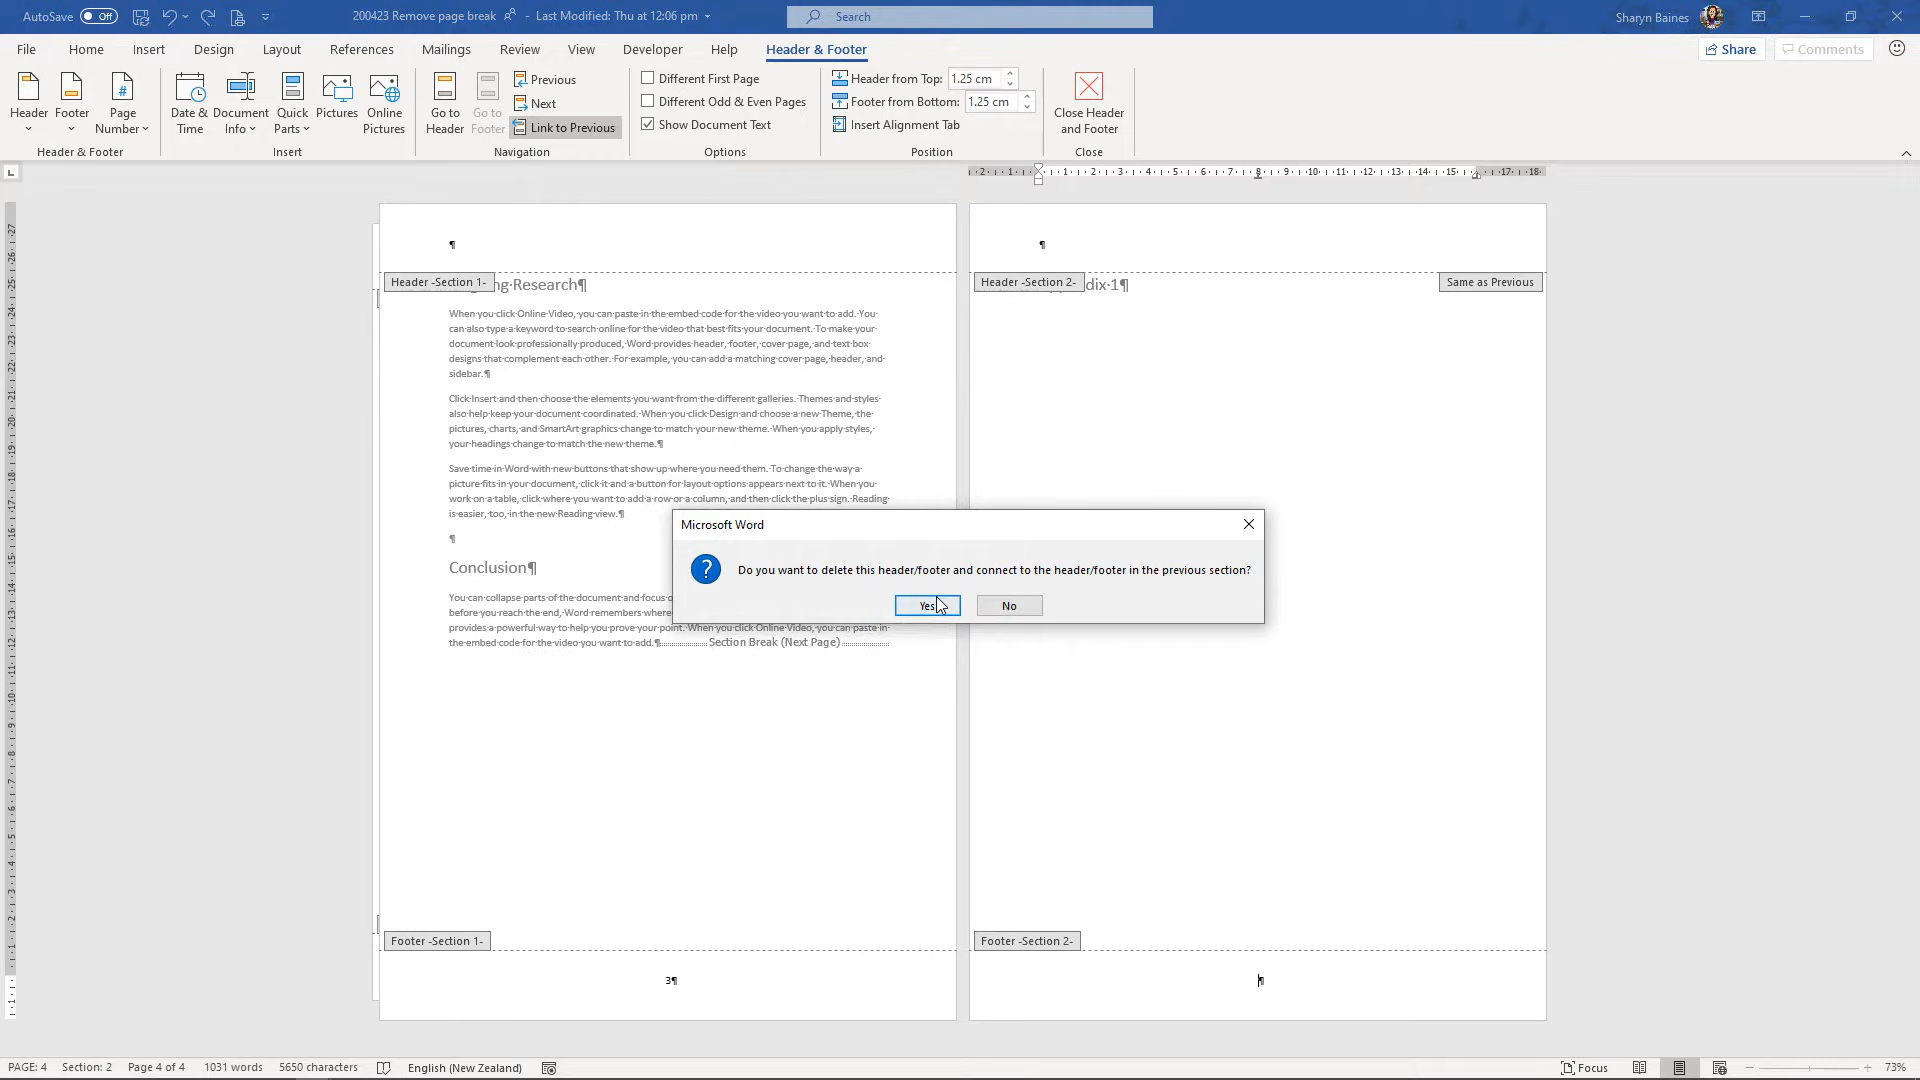 AutoSave Off 200423 Remove page break - Last Modified: Thu at 12:06 pm Search Sharyn Baines
File Home Insert Design Layout References Mailings Review View Developer Help Header & Footer Share Comments
Header
Footer
Page Number
Header & Footer
Date & Time
Document Info
Quick Parts
Pictures
Online Pictures
Insert
Go to Header
Go to Footer
Previous
Next
Link to Previous
Navigation
Different First Page
Different Odd & Even Pages
Show Document Text
Options
Header from Top: 1.25 cm
Footer from Bottom: 1.25 cm
Insert Alignment Tab
Position
Close Header and Footer
Close
·2·1· ·1·2·3·4·5·6·7·8·9·10·11·12·13·14·15· ·17·18·
¶
Header -Section 1- ng·Research¶
When·you·click·Online·Video,·you·can·paste·in·the·embed·code·for·the·video·you·want·to·add.·You·
can·also·type·a·keyword·to·search·online·for·the·video·that·best·fits·your·document.·To·make·your·
document·look·professionally·produced,·Word·provides·header,·footer,·cover·page,·and·text·box·
designs·that·complement·each·other.·For·example,·you·can·add·a·matching·cover·page,·header,·and·
sidebar.¶
Click·Insert·and·then·choose·the·elements·you·want·from·the·different·galleries.·Themes·and·styles·
also·help·keep·your·document·coordinated.·When·you·click·Design·and·choose·a·new·Theme,·the·
pictures,·charts,·and·SmartArt·graphics·change·to·match·your·new·theme.·When·you·apply·styles,·
your·headings·change·to·match·the·new·theme.¶
Save·time·in·Word·with·new·buttons·that·show·up·where·you·need·them.·To·change·the·way·a·
picture·fits·in·your·document,·click·it·and·a·button·for·layout·options·appears·next·to·it.·When·you·
work·on·a·table,·click·where·you·want·to·add·a·row·or·a·column,·and·then·click·the·plus·sign.·Reading·
is·easier,·too,·in·the·new·Reading·view.¶
¶
Conclusion¶
You·can·collapse·parts·of·the·document·and·focus·
before·you·reach·the·end,·Word·remembers·where
provides·a·powerful·way·to·help·you·prove·your·point.·When·you·click·Online·Video,·you·can·paste·in·
the·embed·code·for·the·video·you·want·to·add.¶ Section Break (Next Page)
Footer -Section 1-
3¶
¶
Header -Section 2- dix·1¶ Same as Previous
Footer -Section 2-
¶
Microsoft Word
? Do you want to delete this header/footer and connect to the header/footer in the previous section?
Yes No
PAGE: 4 Section: 2 Page 4 of 4 1031 words 5650 characters English (New Zealand) Focus 73%